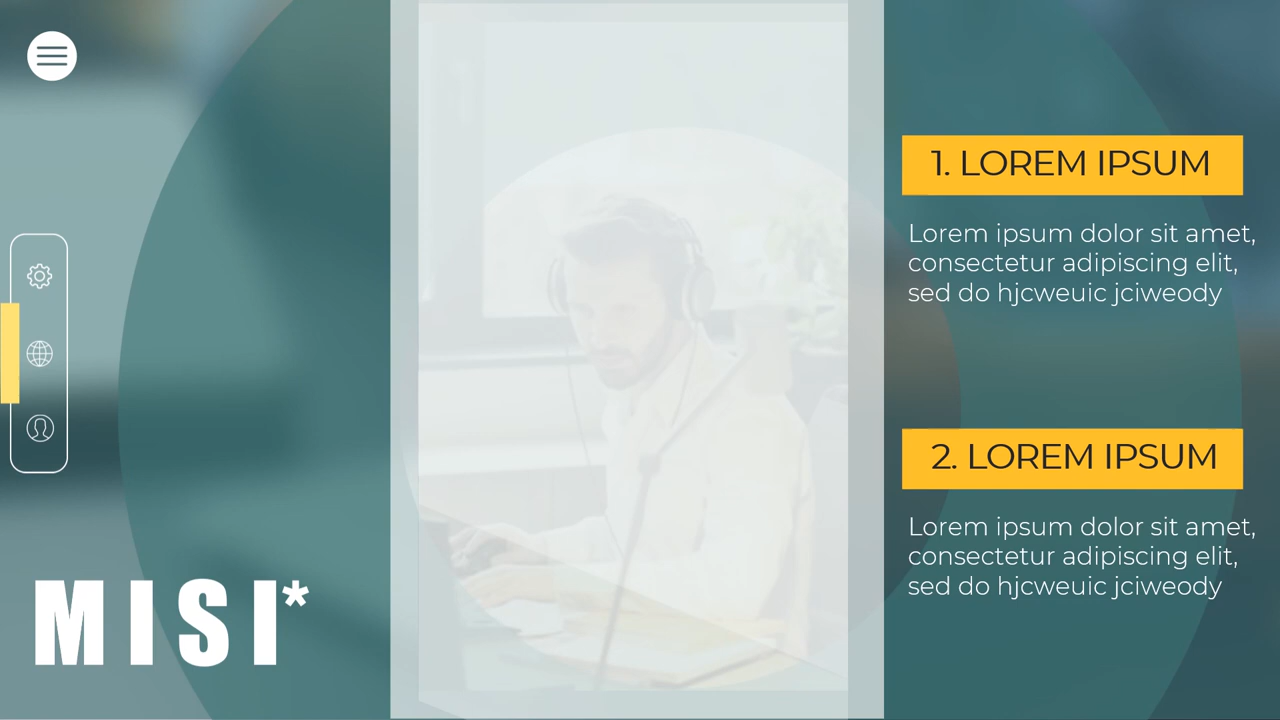 1. LOREM IPSUM
Lorem ipsum dolor sit amet,
consectetur adipiscing elit,
sed do hjcweuic jciweody
2. LOREM IPSUM
Lorem ipsum dolor sit amet,
consectetur adipiscing elit,
sed do hjcweuic jciweody
MISI*